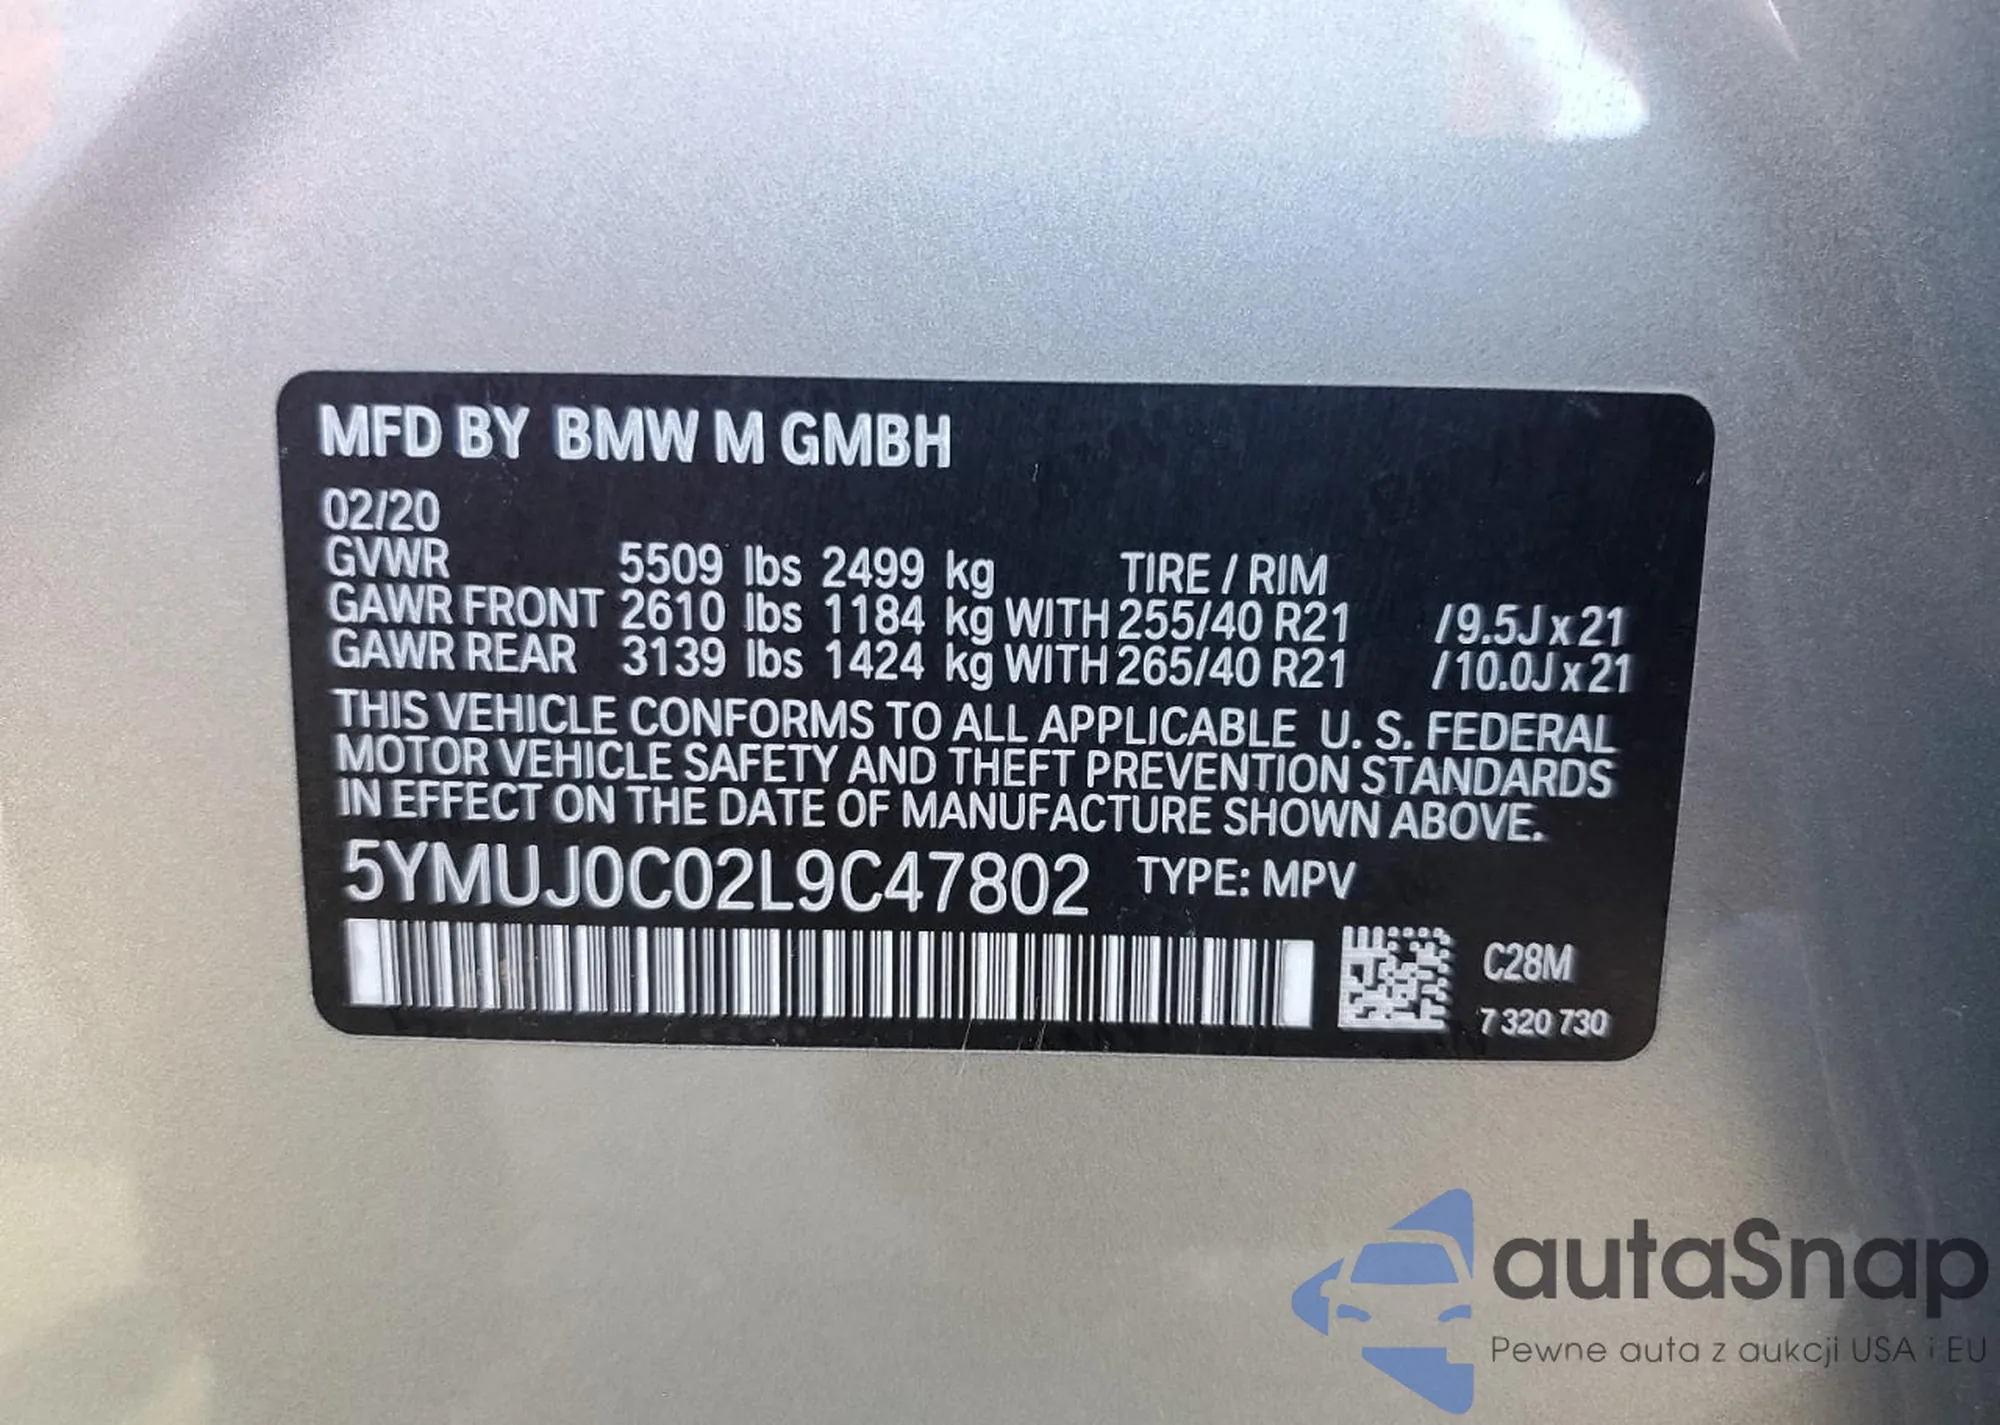 MFD BY BMW M GMBH
02/20
GVWR 5509 lbs 2499 kg TIRE / RIM
GAWR FRONT 2610 lbs 1184 kg WITH 255/40 R21 /9.5J x 21
GAWR REAR 3139 lbs 1424 kg WITH 265/40 R21 /10.0J x 21
THIS VEHICLE CONFORMS TO ALL APPLICABLE U. S. FEDERAL
MOTOR VEHICLE SAFETY AND THEFT PREVENTION STANDARDS
IN EFFECT ON THE DATE OF MANUFACTURE SHOWN ABOVE.
5YMUJ0C02L9C47802 TYPE: MPV
C28M
7 320 730
autaSnap
Pewne auta z aukcji USA i EU